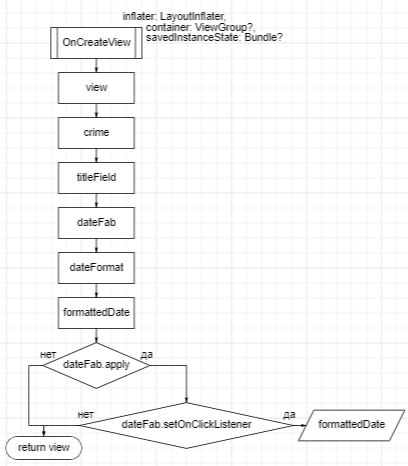 inflater: LayoutInflater,
container: ViewGroup?,
savedInstanceState: Bundle?
OnCreateView
view
crime
titleField
dateFab
dateFormat
formattedDate
нет
да
dateFab.apply
нет
да
dateFab.setOnClickListener
formattedDate
return view